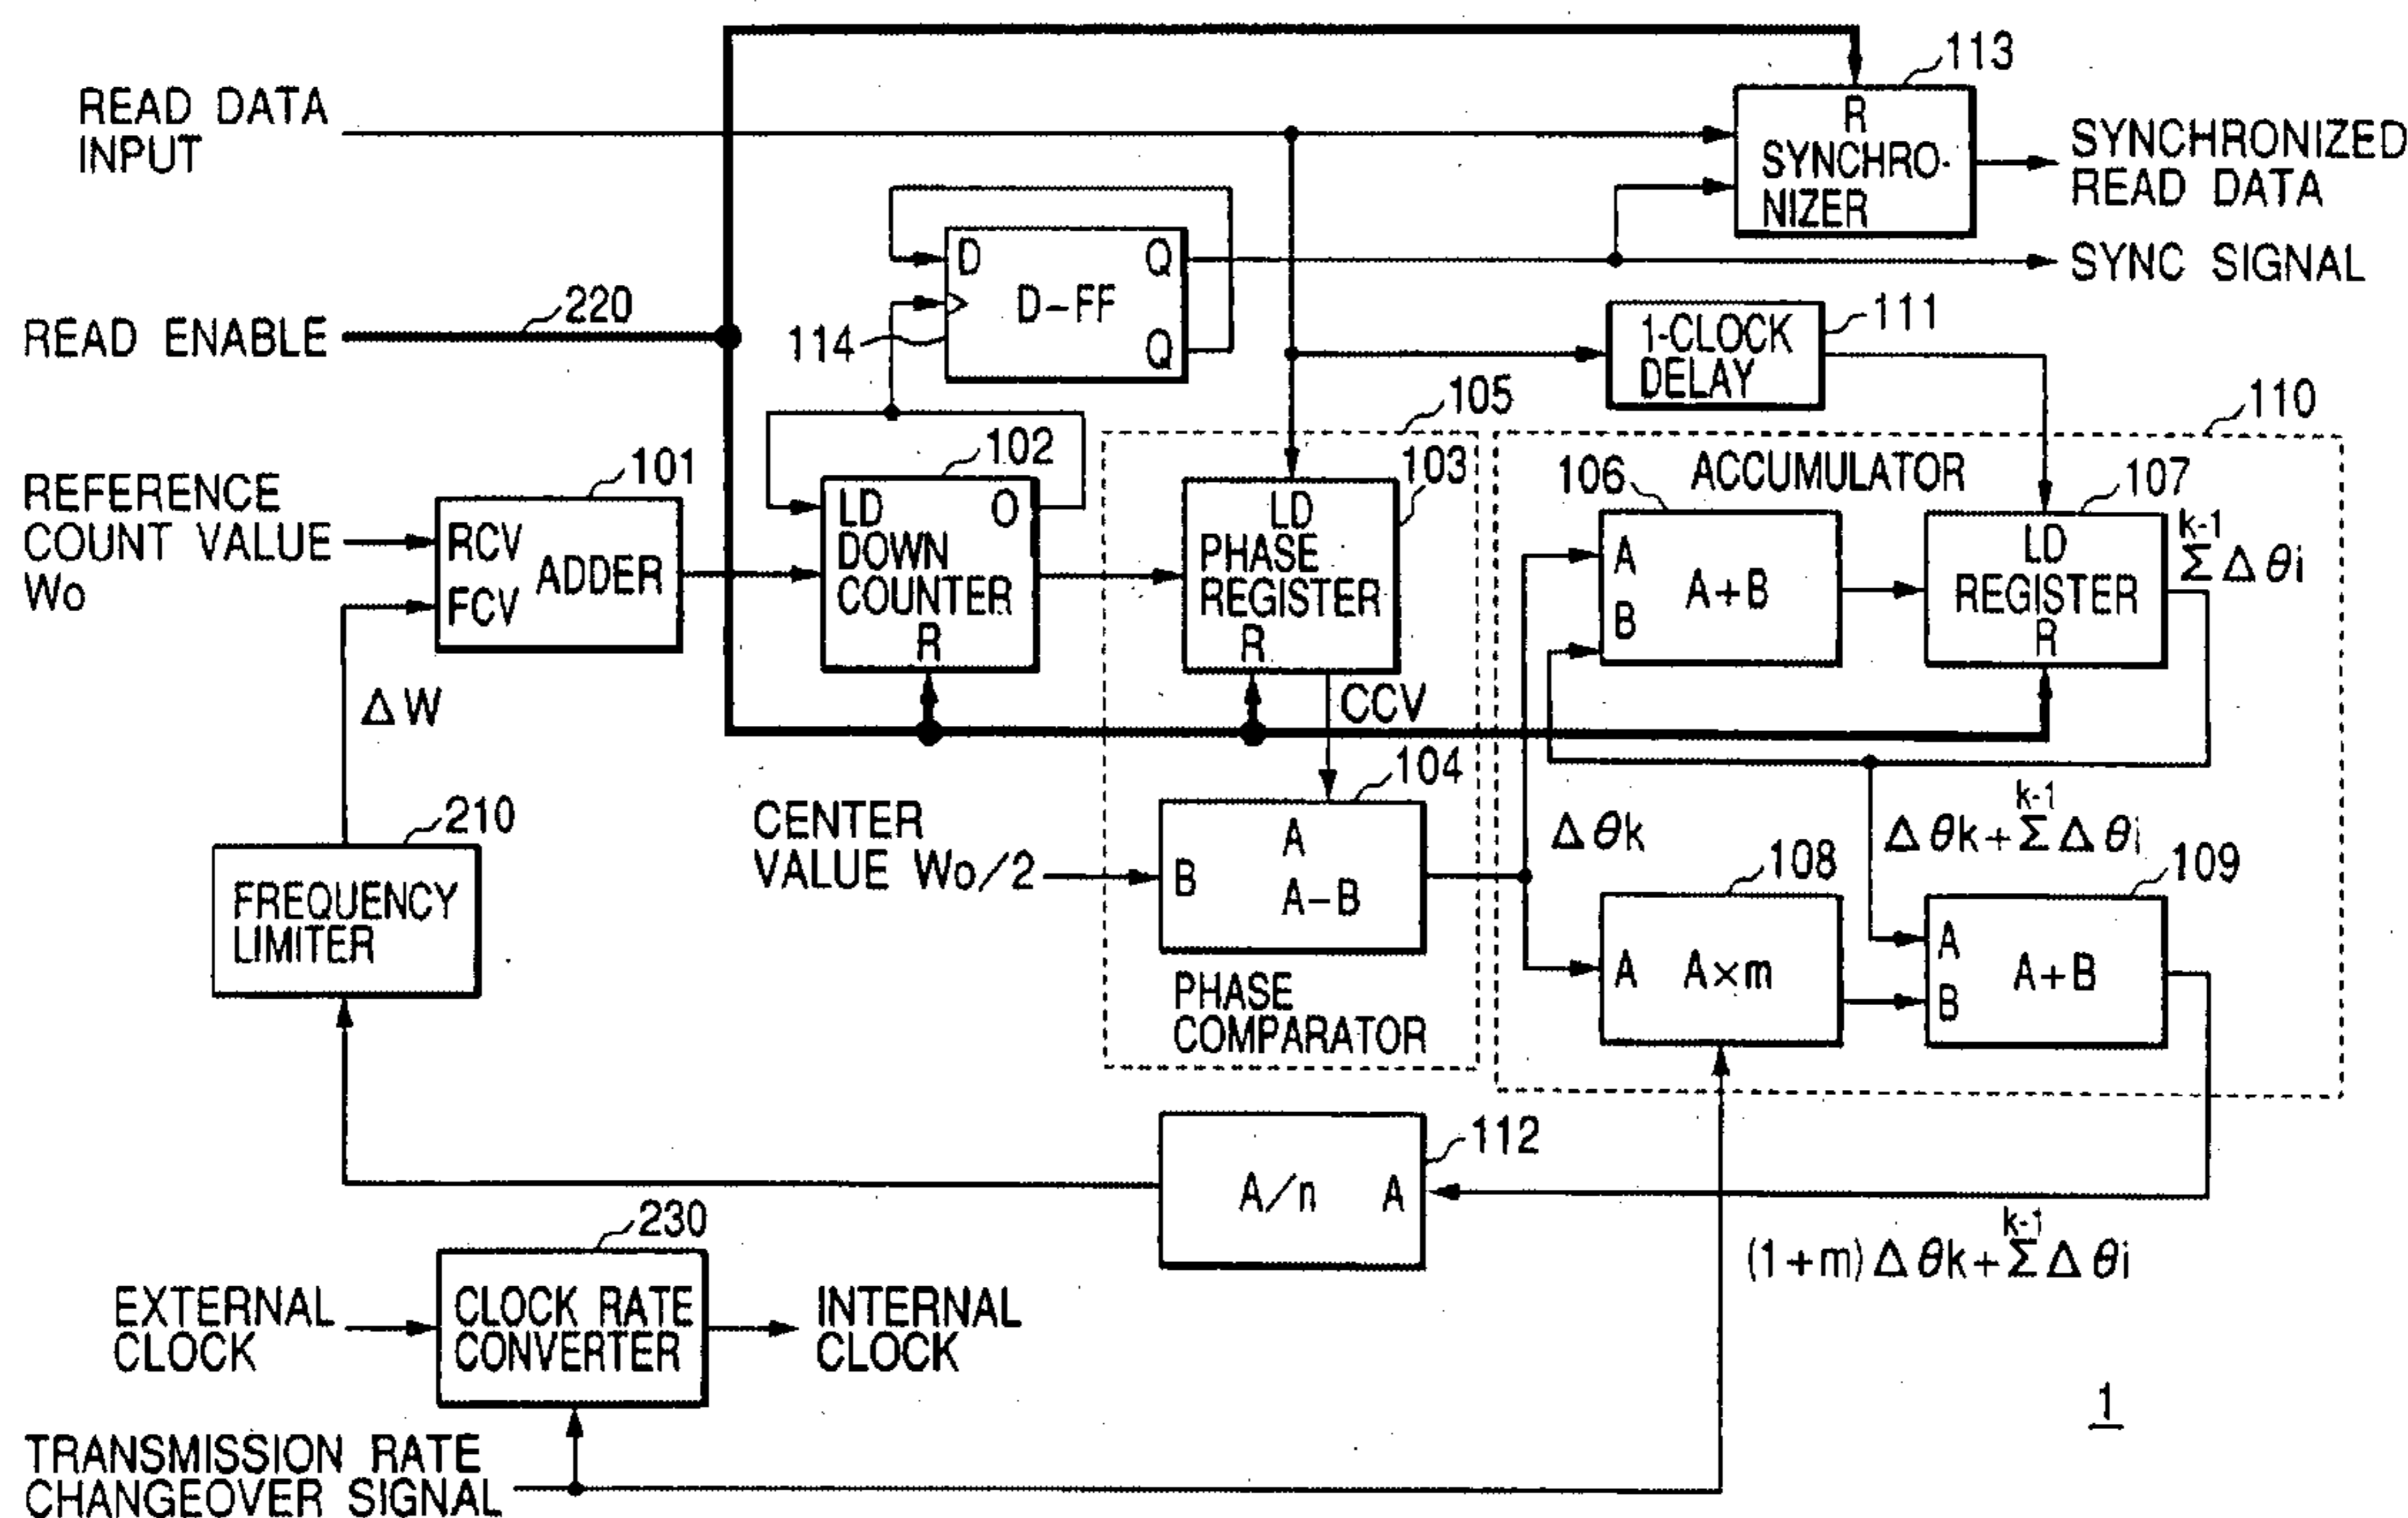 READ DATA
INPUT
113
R
SYNCHRO-
NIZER
SYNCHRONIZED
READ DATA
SYNC SIGNAL
READ ENABLE
220
114
D
Q
D-FF
Q
1-CLOCK
DELAY
111
105
110
REFERENCE
COUNT VALUE
Wo
101
RCV
FCV
ADDER
102
LD
O
DOWN
COUNTER
R
103
LD
PHASE
REGISTER
R
ACCUMULATOR
106
A
B
A+B
107
LD
REGISTER
R
k-1
Σ Δθi
ΔW
CCV
210
FREQUENCY
LIMITER
CENTER
VALUE Wo/2
104
A
B
A-B
PHASE
COMPARATOR
Δθk
k-1
Δθk+Σ Δθi
108
A
A×m
109
A
B
A+B
112
A/n
A
k-1
(1+m)Δθk+Σ Δθi
230
EXTERNAL
CLOCK
CLOCK RATE
CONVERTER
INTERNAL
CLOCK
TRANSMISSION RATE
CHANGEOVER SIGNAL
1